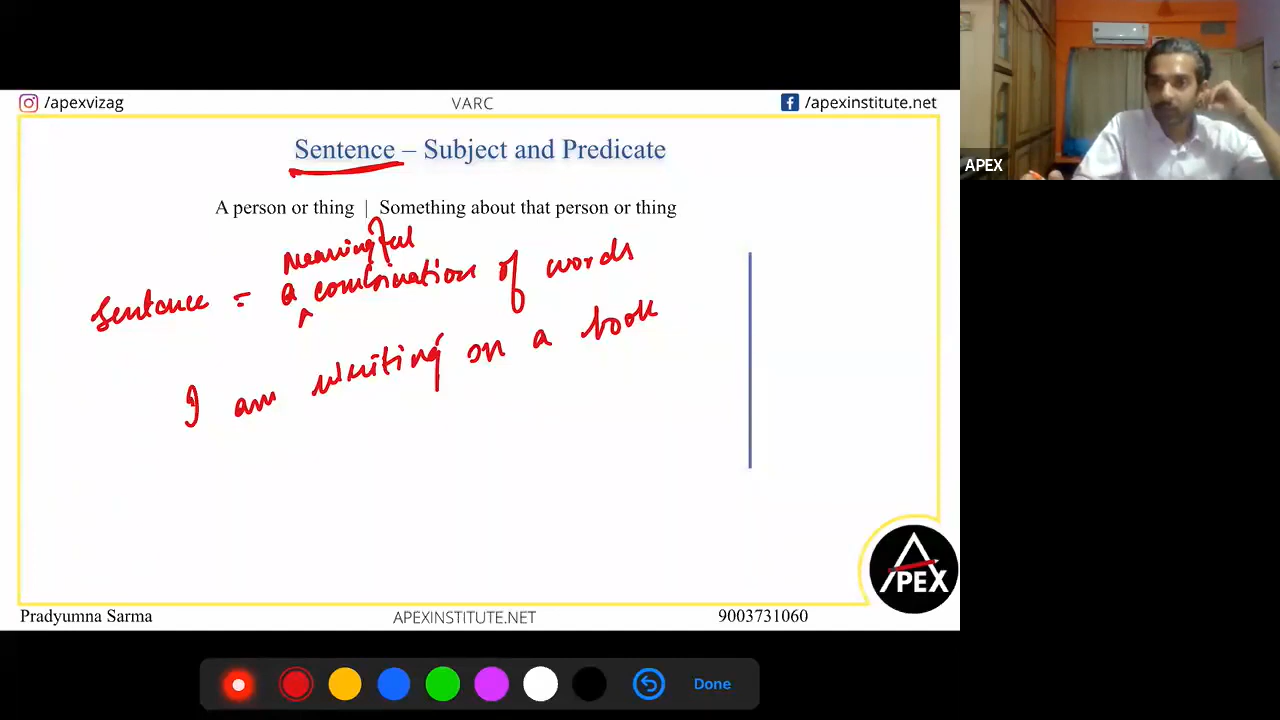 /apexvizag VARC /apexinstitute.net
Sentence – Subject and Predicate
A person or thing | Something about that person or thing
meaningful
Sentence = a combination of words
I am writing on a book
APEX
APEX
Pradyumna Sarma APEXINSTITUTE.NET 9003731060
Done